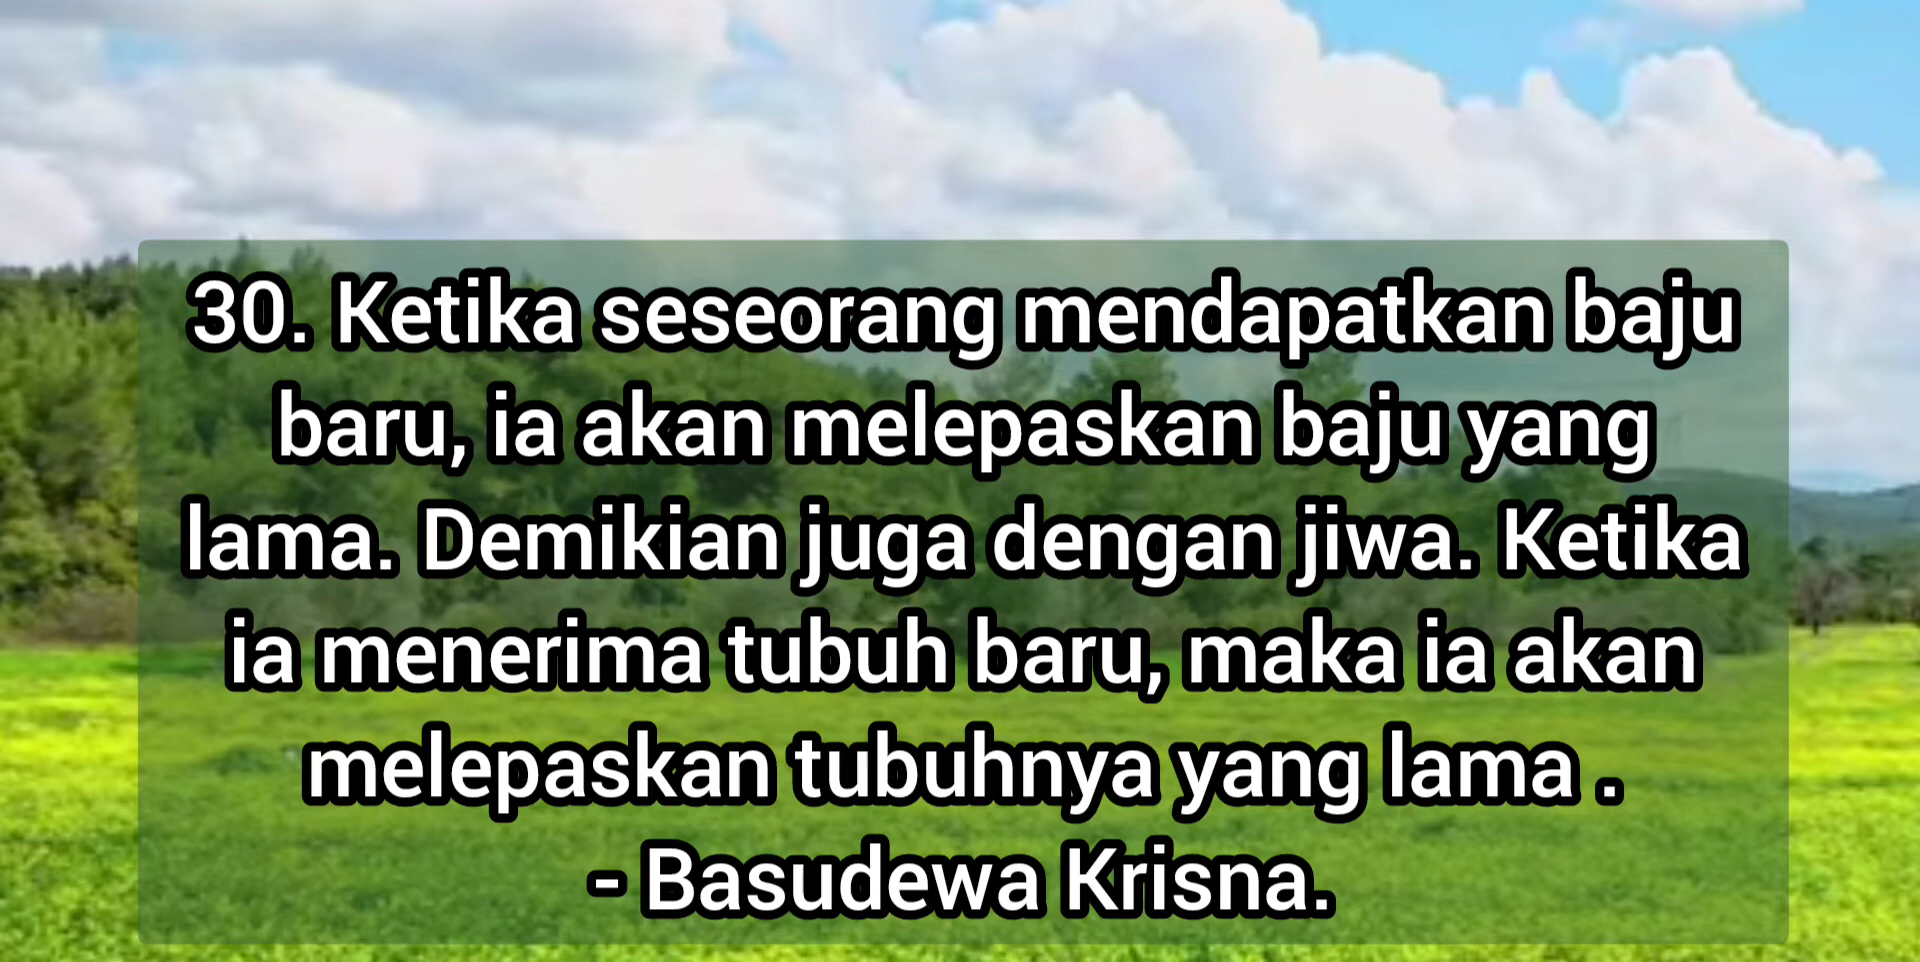 30. Ketika seseorang mendapatkan baju
baru, ia akan melepaskan baju yang
lama. Demikian juga dengan jiwa. Ketika
ia menerima tubuh baru, maka ia akan
melepaskan tubuhnya yang lama .
- Basudewa Krisna.